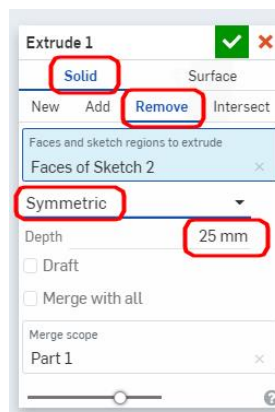 Extrude 1
Solid Surface
New Add Remove Intersect
Faces and sketch regions to extrude
Faces of Sketch 2
Symmetric
Depth 25 mm
Draft
Merge with all
Merge scope
Part 1